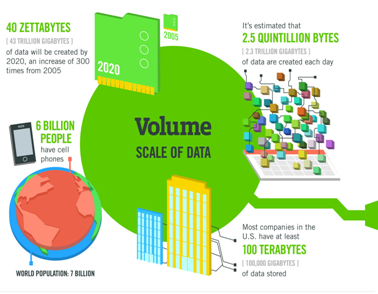 40 ZETTABYTES
[ 43 TRILLION GIGABYTES ]
of data will be created by
2020, an increase of 300
times from 2005
2020
2005
It's estimated that
2.5 QUINTILLION BYTES
[ 2.3 TRILLION GIGABYTES ]
of data are created each day
Volume
SCALE OF DATA
6 BILLION
PEOPLE
have cell
phones
WORLD POPULATION: 7 BILLION
Most companies in the
U.S. have at least
100 TERABYTES
[ 100,000 GIGABYTES ]
of data stored